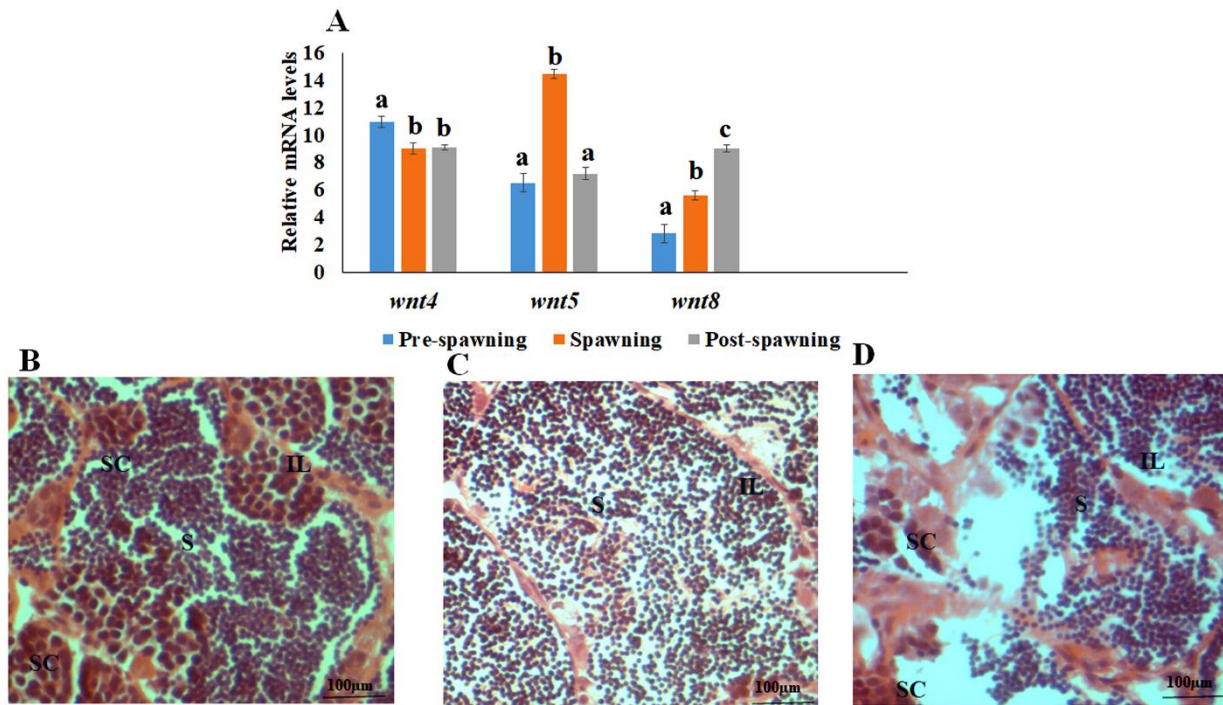 A
16
14
12
10
8
6
4
2
0
Relative mRNA levels
a b b
a b a
a b c
wnt4 wnt5 wnt8
Pre-spawning Spawning Post-spawning
B
SC
IL
S
SC
100μm
C
S
IL
100μm
D
IL
S
SC
SC
100μm